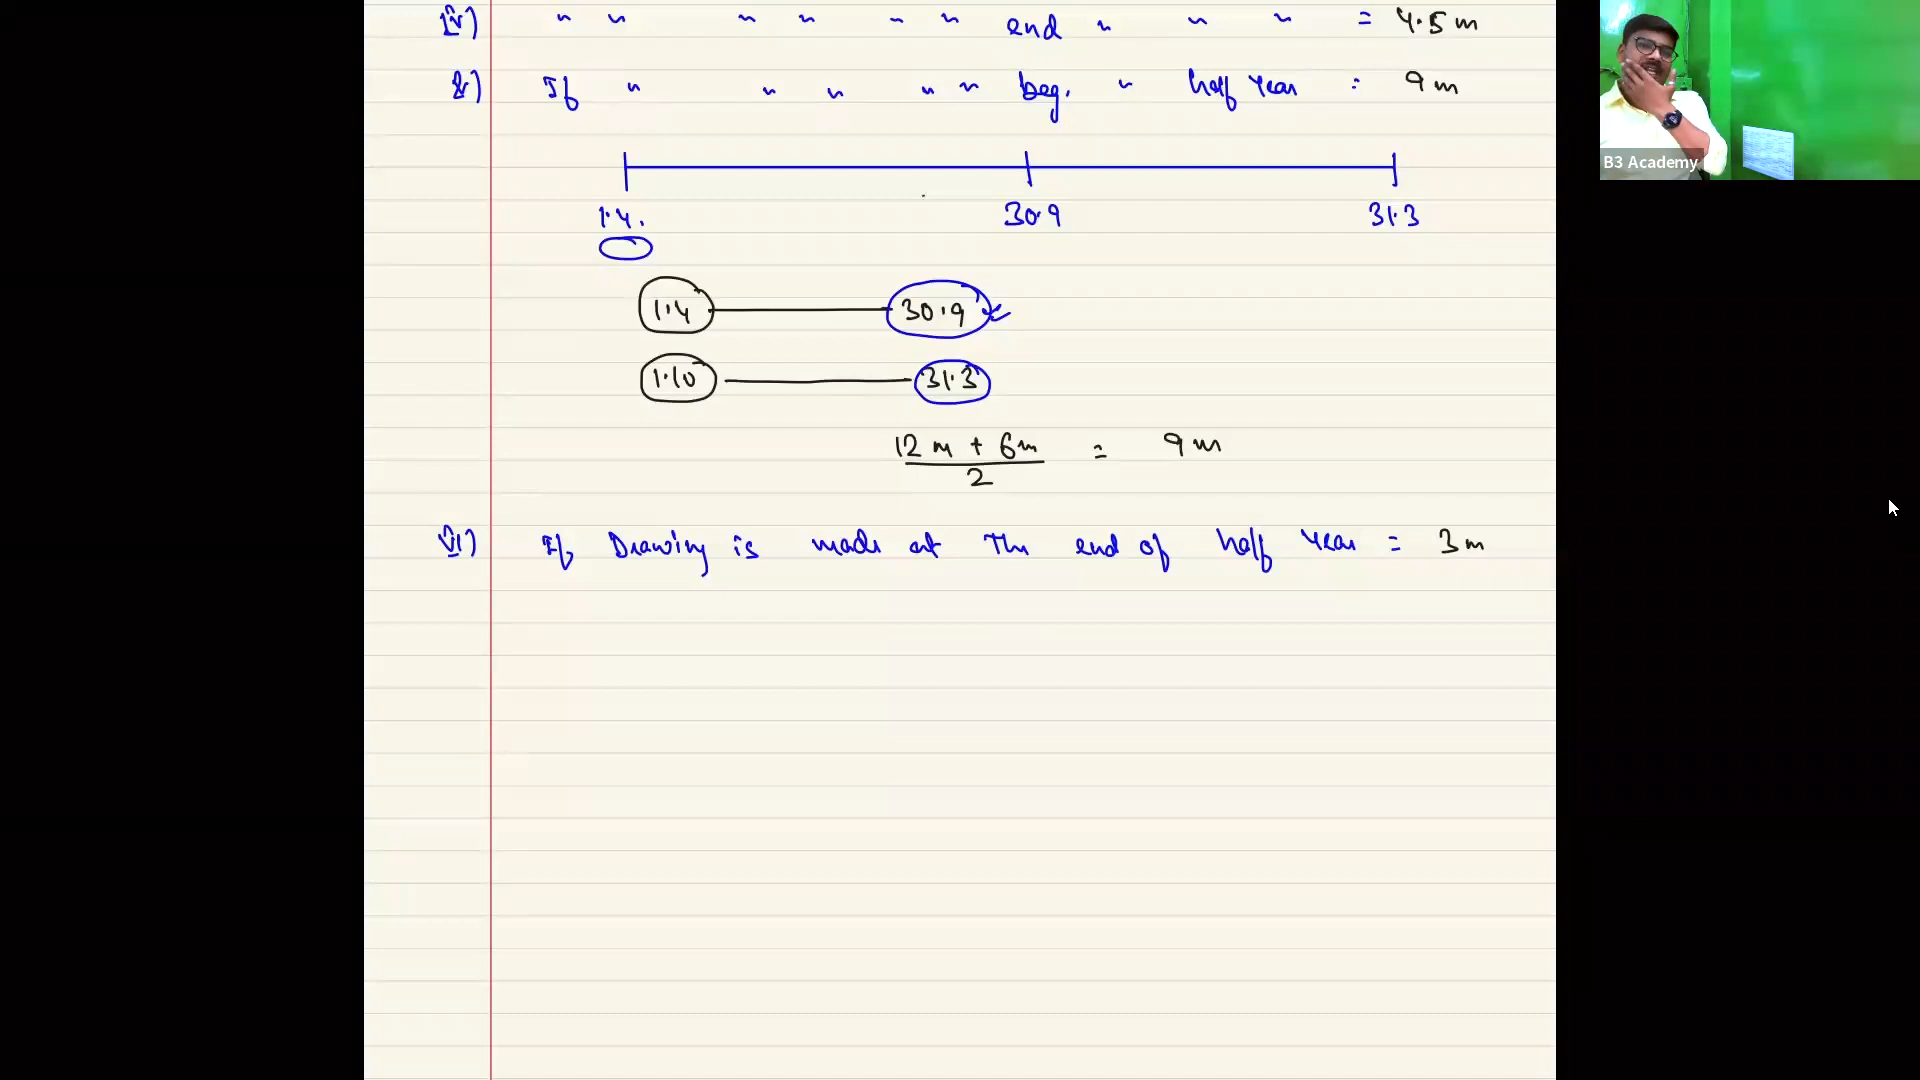 iv) " " " " " " end " " " = 4.5 m
v) If " " " " " beg. " half year : 9 m
1.4. 30.9 31.3
1.4 30.9
1.10 31.3
12 m + 6m = 9 m
2
vi) If Drawing is made at the end of half year = 3 m
B3 Academy